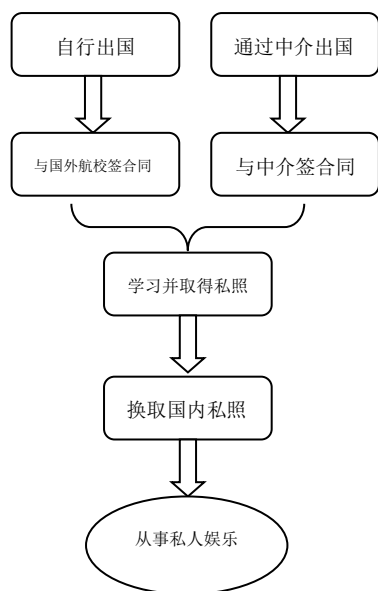 自行出国
通过中介出国
与国外航校签合同
与中介签合同
学习并取得私照
换取国内私照
从事私人娱乐